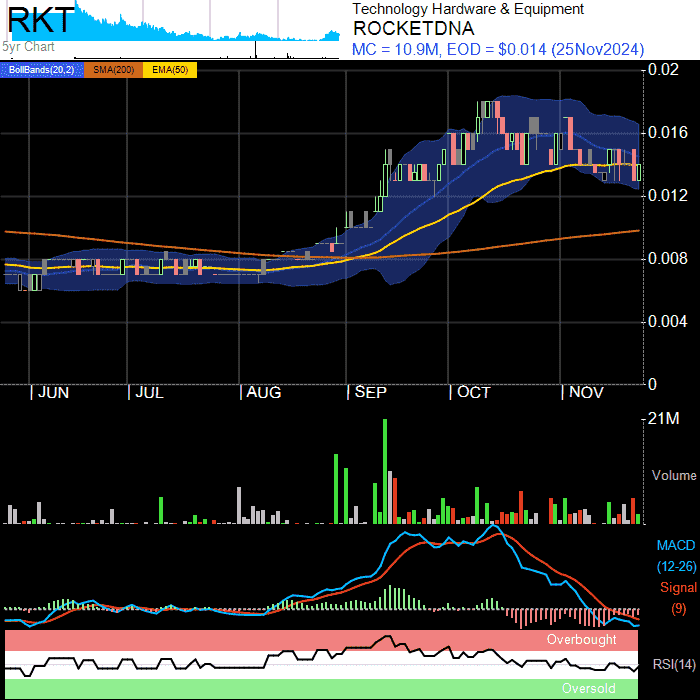 RKT
5yr Chart
Technology Hardware & Equipment
ROCKETDNA
MC = 10.9M, EOD = $0.014 (25Nov2024)
BollBands(20,2) SMA(200) EMA(50)
0.02
0.016
0.012
0.008
0.004
0
JUN JUL AUG SEP OCT NOV
21M
Volume
MACD
(12-26)
Signal
(9)
Overbought
RSI(14)
Oversold